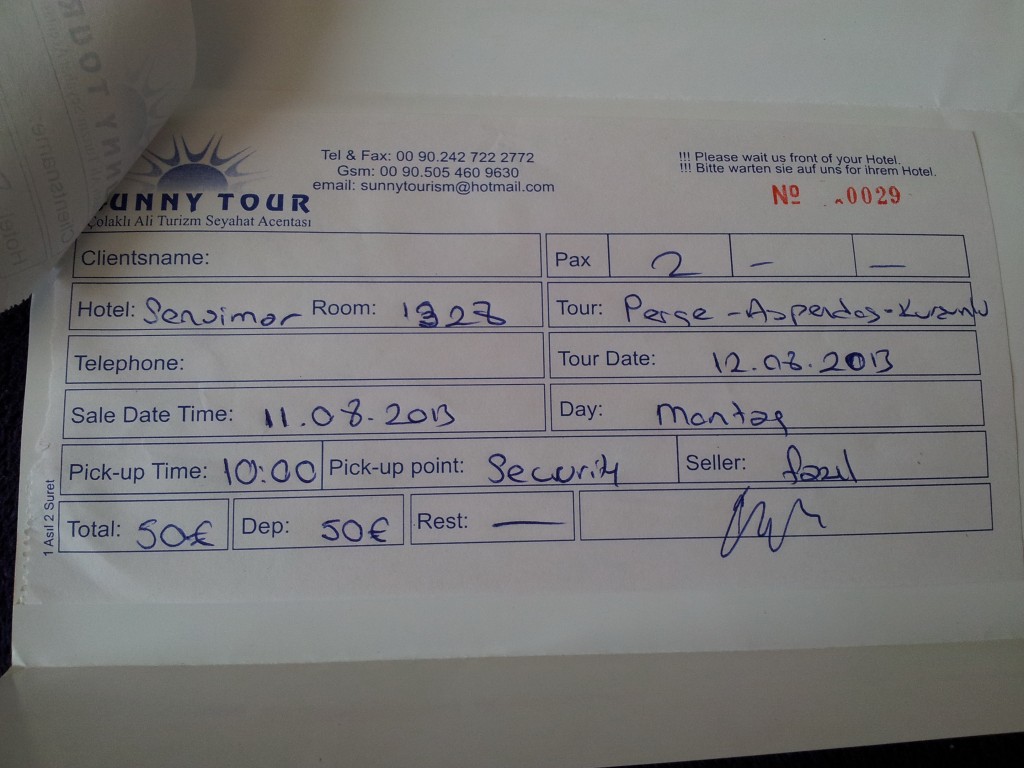 Tel & Fax: 00 90.242 722 2772
Gsm: 00 90.505 460 9630
email: sunnytourism@hotmail.com
!!! Please wait us front of your Hotel.
!!! Bitte warten sie auf uns for ihrem Hotel.
Nº 0029
SUNNY TOUR
Çolaklı Ali Turizm Seyahat Acentası
Clientsname:
Pax 2 - -
Hotel: Sensimar Room: 1327
Tour: Perge - Aspendos - Kurşunlu
Telephone:
Tour Date: 12.08.2013
Sale Date Time: 11.08.2013
Day: Montag
Pick-up Time: 10:00 Pick-up point: Security Seller:
Total: 50€ Dep: 50€ Rest: —
1 Asıl 2 Suret